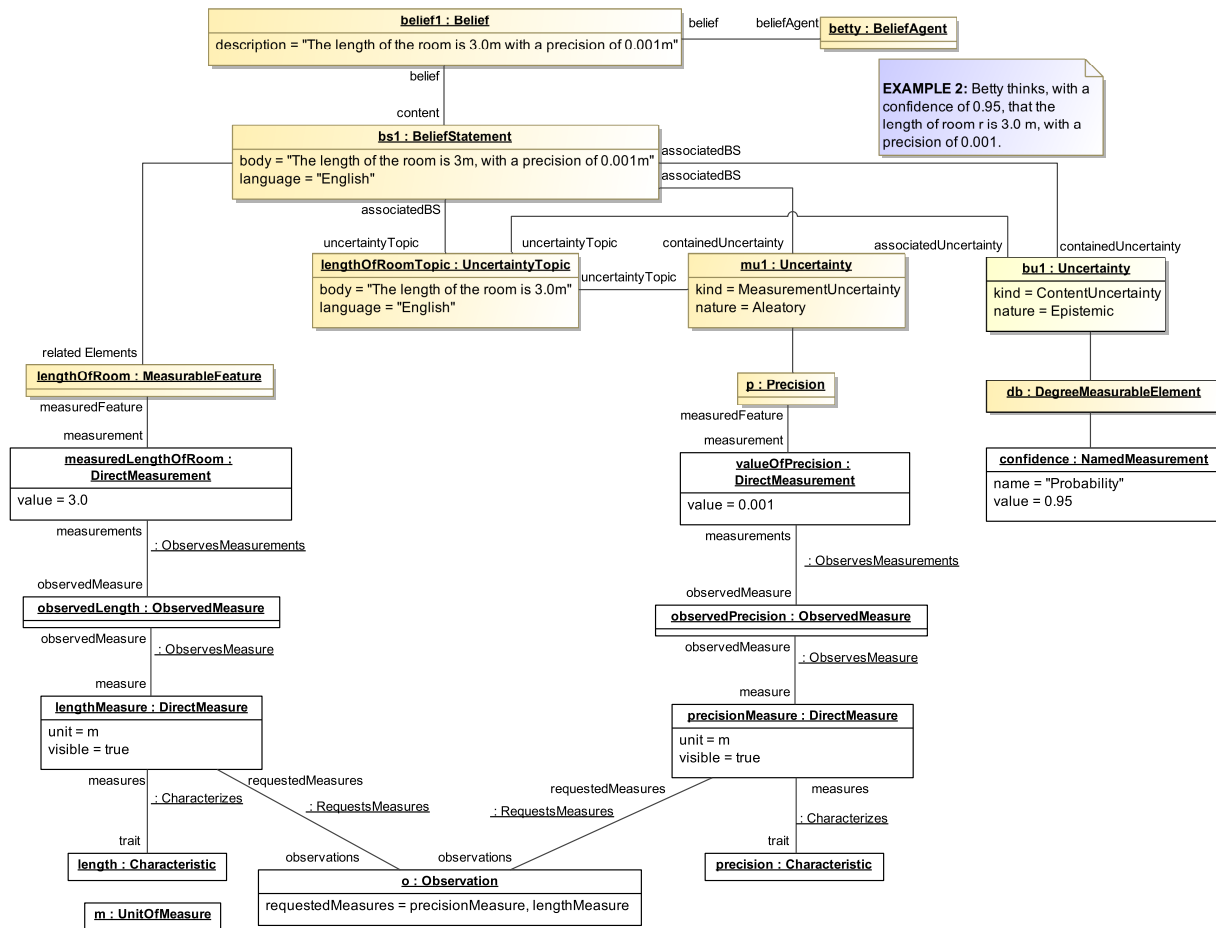 belief1 : Belief
description = "The length of the room is 3.0m with a precision of 0.001m"
belief
beliefAgent
betty : BeliefAgent
EXAMPLE 2: Betty thinks, with a
confidence of 0.95, that the
length of room r is 3.0 m, with a
precision of 0.001.
belief
content
bs1 : BeliefStatement
body = "The length of the room is 3m, with a precision of 0.001m"
language = "English"
associatedBS
associatedBS
associatedBS
uncertaintyTopic
uncertaintyTopic
containedUncertainty
associatedUncertainty
containedUncertainty
lengthOfRoomTopic : UncertaintyTopic
body = "The length of the room is 3.0m"
language = "English"
uncertaintyTopic
mu1 : Uncertainty
kind = MeasurementUncertainty
nature = Aleatory
bu1 : Uncertainty
kind = ContentUncertainty
nature = Epistemic
related Elements
lengthOfRoom : MeasurableFeature
measuredFeature
measurement
measuredLengthOfRoom :
DirectMeasurement
value = 3.0
measurements
: ObservesMeasurements
observedMeasure
observedLength : ObservedMeasure
observedMeasure
: ObservesMeasure
measure
lengthMeasure : DirectMeasure
unit = m
visible = true
measures
requestedMeasures
: Characterizes
: RequestsMeasures
trait
observations
length : Characteristic
m : UnitOfMeasure
p : Precision
measuredFeature
measurement
valueOfPrecision :
DirectMeasurement
value = 0.001
measurements
: ObservesMeasurements
observedMeasure
observedPrecision : ObservedMeasure
observedMeasure
: ObservesMeasure
measure
precisionMeasure : DirectMeasure
unit = m
visible = true
requestedMeasures
measures
: RequestsMeasures
: Characterizes
observations
trait
precision : Characteristic
o : Observation
requestedMeasures = precisionMeasure, lengthMeasure
db : DegreeMeasurableElement
confidence : NamedMeasurement
name = "Probability"
value = 0.95